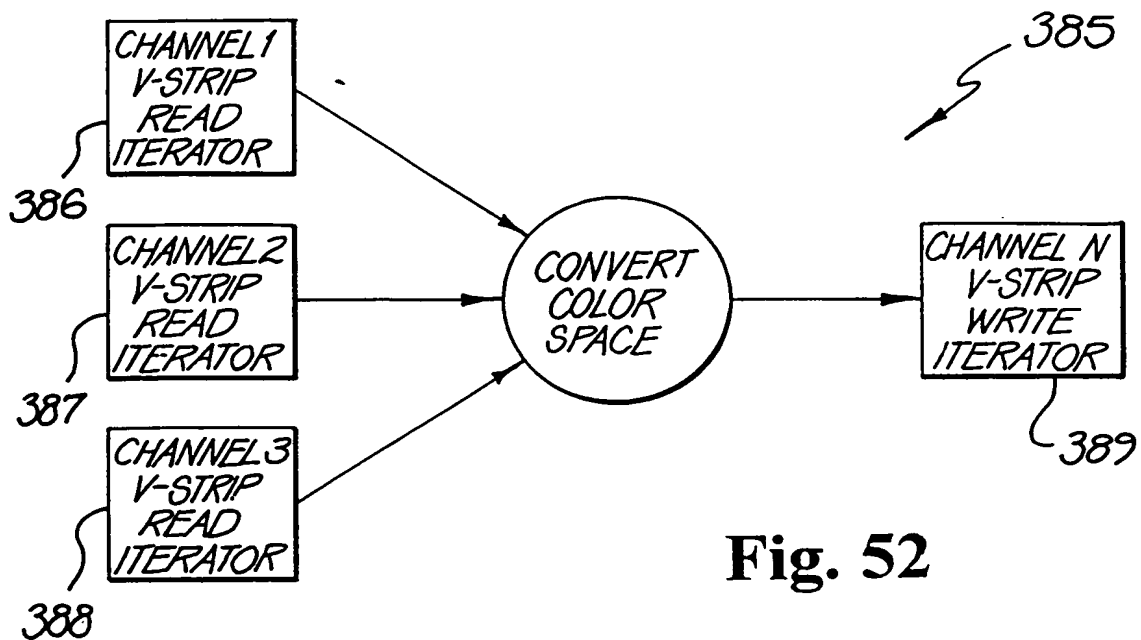 385
CHANNEL 1
V-STRIP
READ
ITERATOR
386
CHANNEL 2
V-STRIP
READ
ITERATOR
387
CHANNEL 3
V-STRIP
READ
ITERATOR
388
CONVERT
COLOR
SPACE
CHANNEL N
V-STRIP
WRITE
ITERATOR
389
Fig. 52